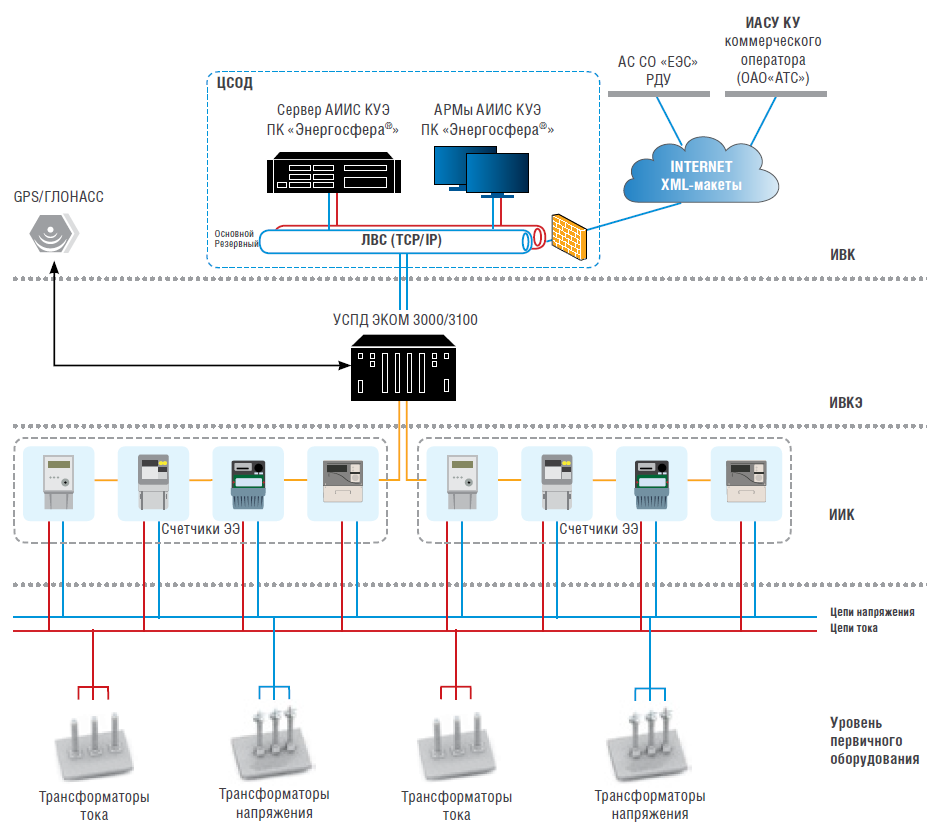 ИАСУ КУ
коммерческого
оператора
(ОАО«АТС»)
АС СО «ЕЭС»
РДУ
ЦСОД
Сервер АИИС КУЭ
ПК «Энергосфера®»
АРМы АИИС КУЭ
ПК «Энергосфера®»
INTERNET
XML-макеты
GPS/ГЛОНАСС
Основной
Резервный
ЛВС (TCP/IP)
ИВК
УСПД ЭКОМ 3000/3100
ИВКЭ
Счетчики ЭЭ
Счетчики ЭЭ
ИИК
Цепи напряжения
Цепи тока
Уровень
первичного
оборудования
Трансформаторы
тока
Трансформаторы
напряжения
Трансформаторы
тока
Трансформаторы
напряжения